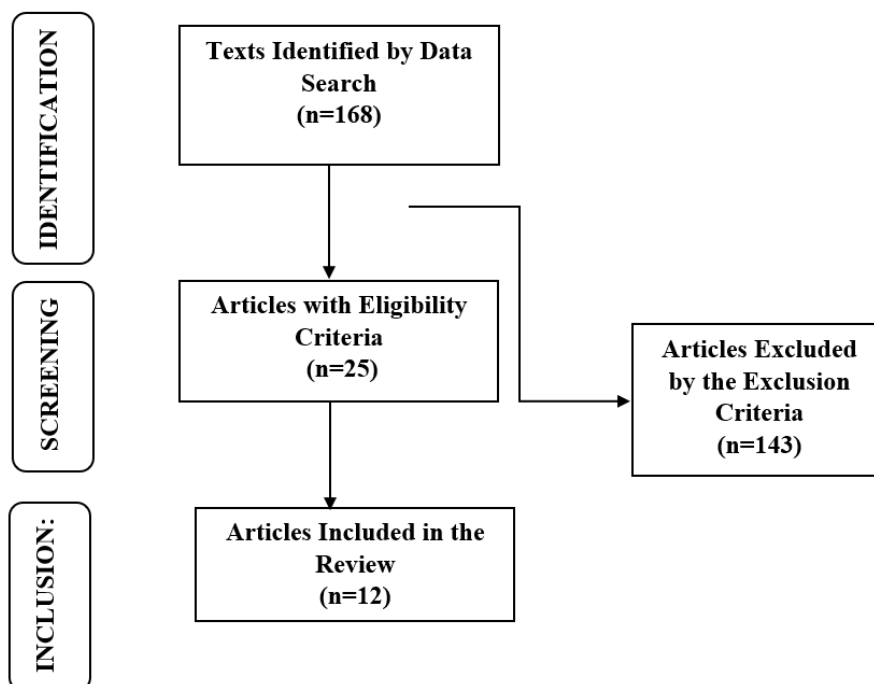 IDENTIFICATION
Texts Identified by Data
Search
(n=168)
SCREENING
Articles with Eligibility
Criteria
(n=25)
Articles Excluded
by the Exclusion
Criteria
(n=143)
INCLUSION:
Articles Included in the
Review
(n=12)